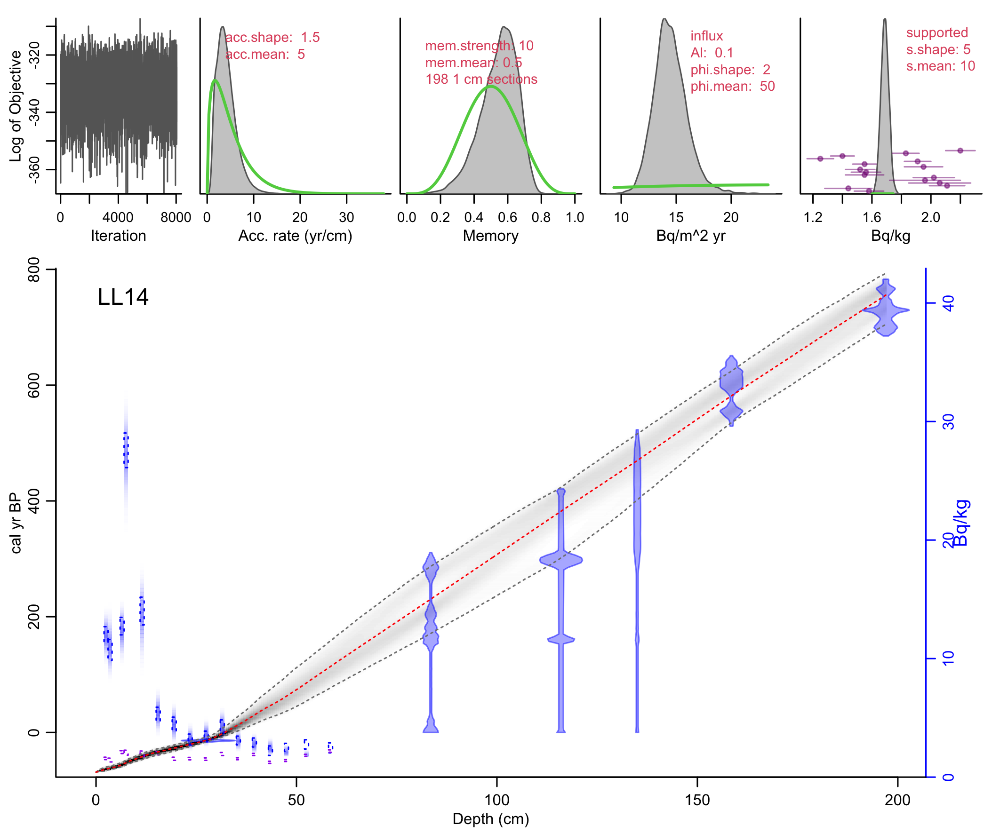 Log of Objective
-320
-340
-360
0
4000
8000
Iteration
acc.shape: 1.5
acc.mean: 5
0
10
20
30
Acc. rate (yr/cm)
mem.strength: 10
mem.mean: 0.5
198 1 cm sections
0.0
0.2
0.4
0.6
0.8
1.0
Memory
influx
Al: 0.1
phi.shape: 2
phi.mean: 50
10
15
20
Bq/m^2 yr
supported
s.shape: 5
s.mean: 10
1.2
1.6
2.0
Bq/kg
LL14
cal yr BP
800
600
400
200
0
0
50
100
150
200
Depth (cm)
40
30
20
10
0
Bq/kg